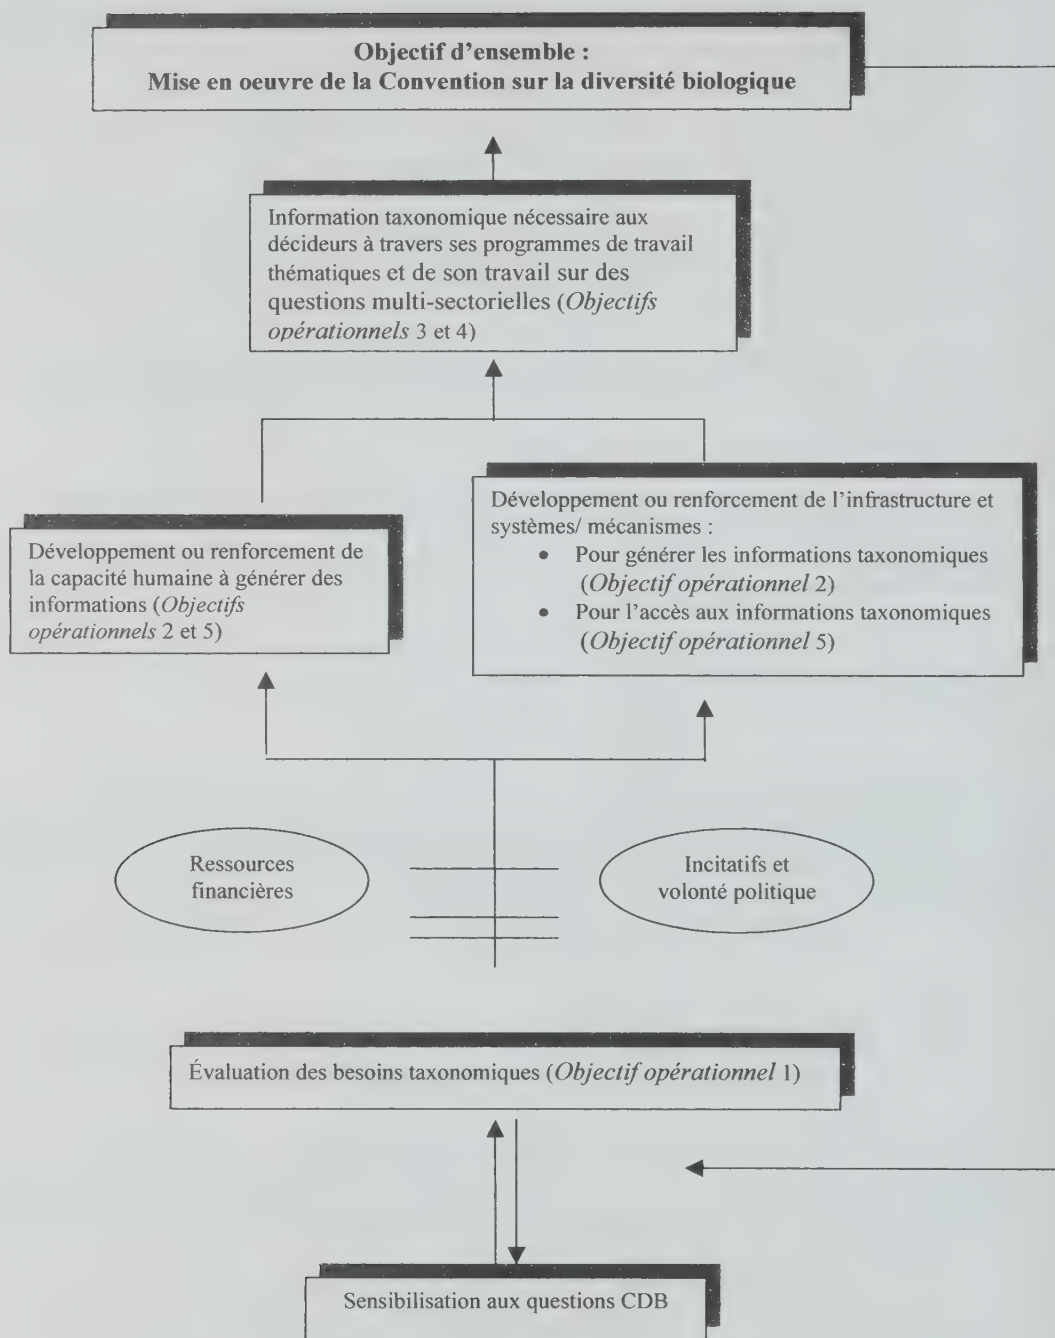 Objectif d'ensemble :
Mise en oeuvre de la Convention sur la diversité biologique
Information taxonomique nécessaire aux
décideurs à travers ses programmes de travail
thématiques et de son travail sur des
questions multi-sectorielles (Objectifs
opérationnels 3 et 4)
Développement ou renforcement de
la capacité humaine à générer des
informations (Objectifs
opérationnels 2 et 5)
Développement ou renforcement de l'infrastructure et
systèmes/ mécanismes :
• Pour générer les informations taxonomiques
(Objectif opérationnel 2)
• Pour l'accès aux informations taxonomiques
(Objectif opérationnel 5)
Ressources
financières
Incitatifs et
volonté politique
Évaluation des besoins taxonomiques (Objectif opérationnel 1)
Sensibilisation aux questions CDB